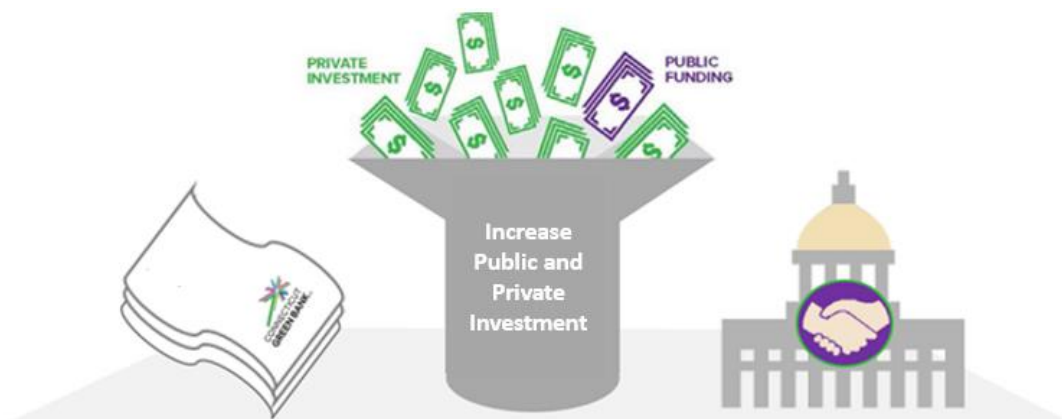 PRIVATE
INVESTMENT
PUBLIC
FUNDING
$
$
$
$
$
$
$
$
$
Increase
Public and
Private
Investment
CONNECTICUT
GREEN BANK